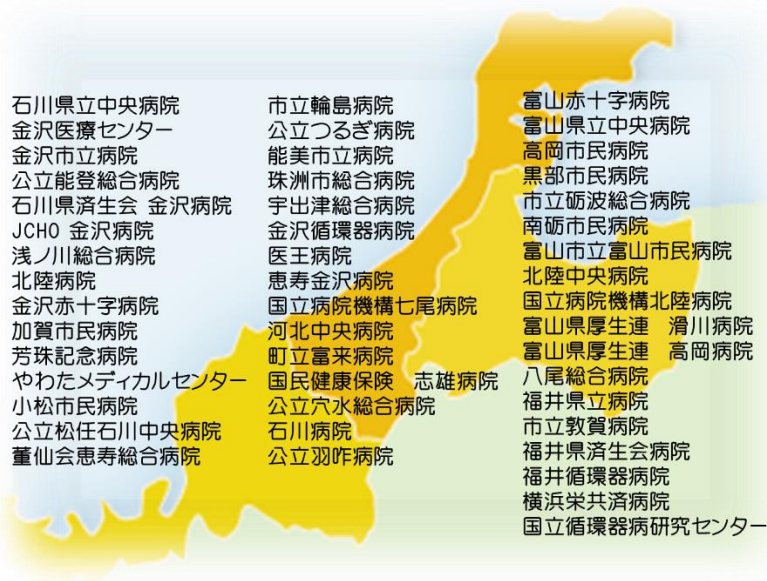 石川県立中央病院
金沢医療センター
金沢市立病院
公立能登総合病院
石川県済生会 金沢病院
JCHO 金沢病院
浅ノ川総合病院
北陸病院
金沢赤十字病院
加賀市民病院
芳珠記念病院
やわたメディカルセンター
小松市民病院
公立松任石川中央病院
董仙会恵寿総合病院
市立輪島病院
公立つるぎ病院
能美市立病院
珠洲市総合病院
宇出津総合病院
金沢循環器病院
医王病院
恵寿金沢病院
国立病院機構七尾病院
河北中央病院
町立富来病院
国民健康保険　志雄病院
公立穴水総合病院
石川病院
公立羽咋病院
富山赤十字病院
富山県立中央病院
高岡市民病院
黒部市民病院
市立砺波総合病院
南砺市民病院
富山市立富山市民病院
北陸中央病院
国立病院機構北陸病院
富山県厚生連　滑川病院
富山県厚生連　高岡病院
八尾総合病院
福井県立病院
市立敦賀病院
福井県済生会病院
福井循環器病院
横浜栄共済病院
国立循環器病研究センター